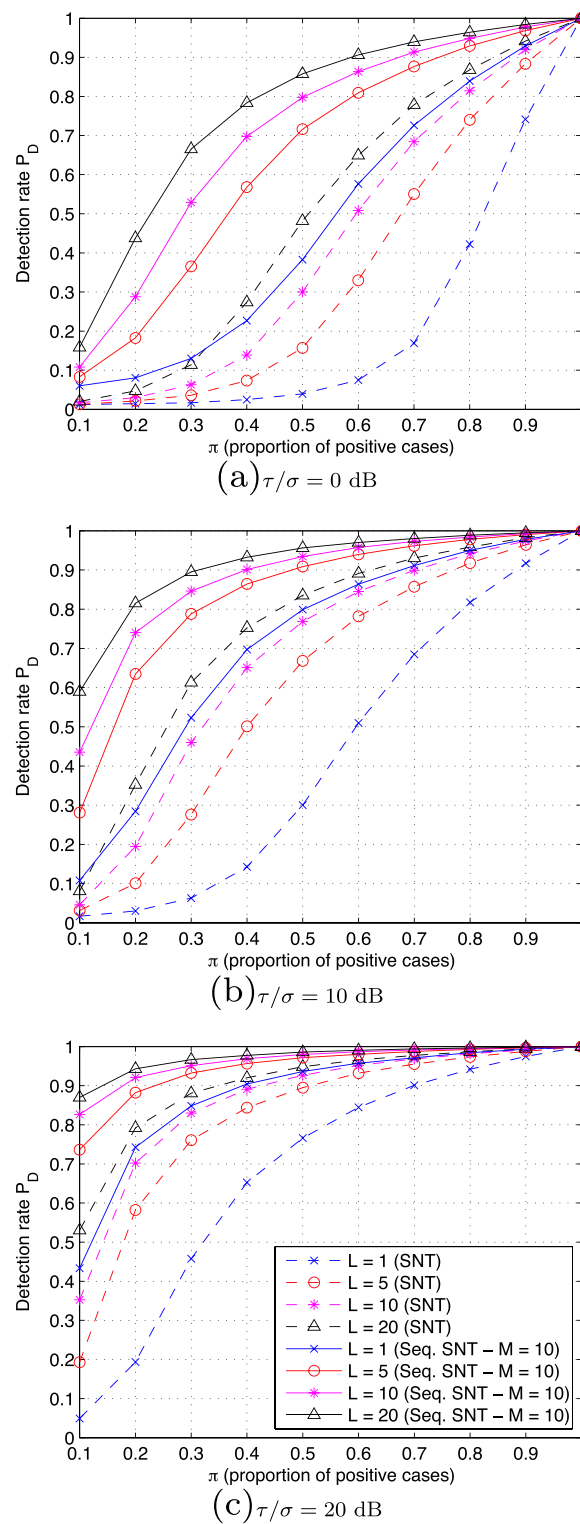 1
0.9
0.8
0.7
0.6
0.5
0.4
0.3
0.2
0.1
0
Detection rate P_D
0.1 0.2 0.3 0.4 0.5 0.6 0.7 0.8 0.9
π (proportion of positive cases)
(a) τ/σ = 0 dB
1
0.9
0.8
0.7
0.6
0.5
0.4
0.3
0.2
0.1
0
Detection rate P_D
0.1 0.2 0.3 0.4 0.5 0.6 0.7 0.8 0.9
π (proportion of positive cases)
(b) τ/σ = 10 dB
1
0.9
0.8
0.7
0.6
0.5
0.4
0.3
0.2
0.1
0
Detection rate P_D
L = 1 (SNT)
L = 5 (SNT)
L = 10 (SNT)
L = 20 (SNT)
L = 1 (Seq. SNT − M = 10)
L = 5 (Seq. SNT − M = 10)
L = 10 (Seq. SNT − M = 10)
L = 20 (Seq. SNT − M = 10)
0.1 0.2 0.3 0.4 0.5 0.6 0.7 0.8 0.9
π (proportion of positive cases)
(c) τ/σ = 20 dB